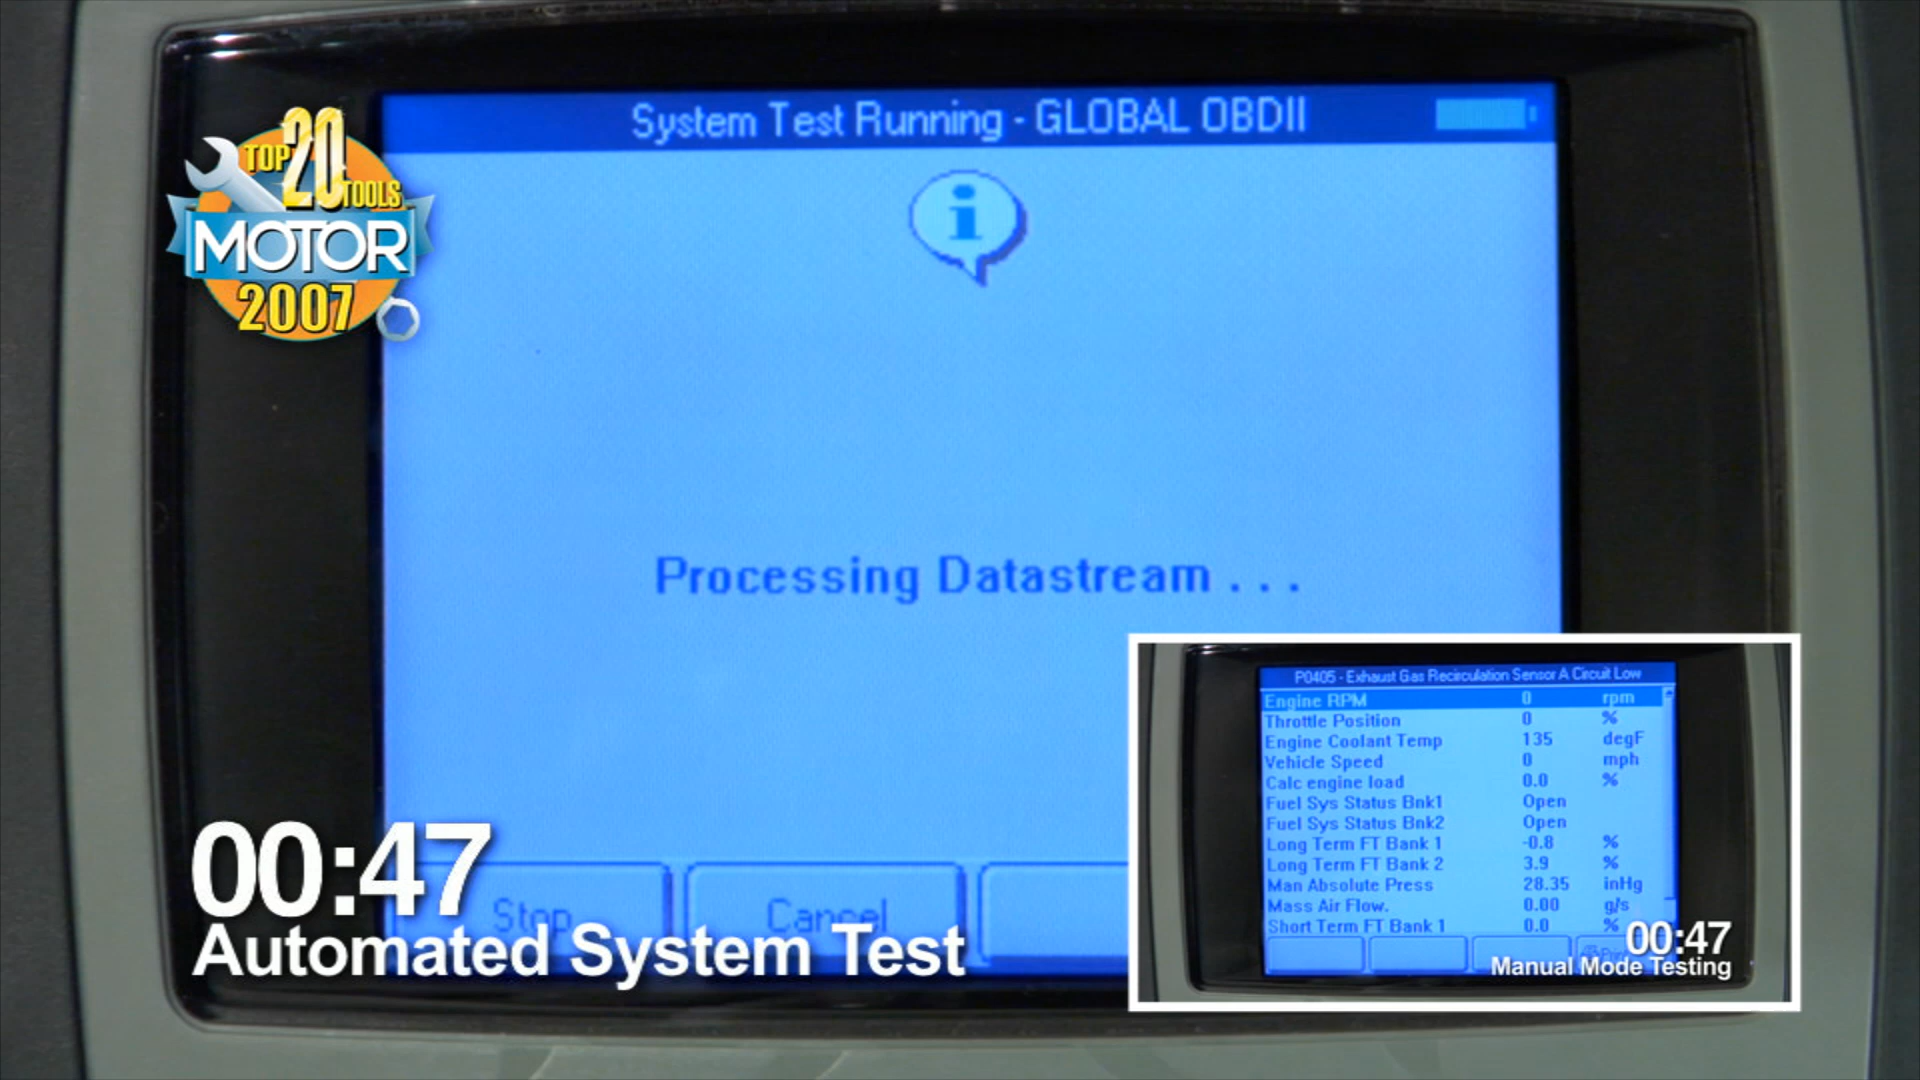 System Test Running - GLOBAL OBDII
TOP 20 TOOLS
MOTOR
2007
i
Processing Datastream . . .
Stop
Cancel
00:47
Automated System Test
P0405 - Exhaust Gas Recirculation Sensor A Circuit Low
Engine RPM 0 rpm
Throttle Position 0 %
Engine Coolant Temp 135 degF
Vehicle Speed 0 mph
Calc engine load 0.0 %
Fuel Sys Status Bnk1 Open
Fuel Sys Status Bnk2 Open
Long Term FT Bank 1 -0.8 %
Long Term FT Bank 2 3.9 %
Man Absolute Press 28.35 inHg
Mass Air Flow. 0.00 g/s
Short Term FT Bank 1 0.0 %
00:47
Manual Mode Testing